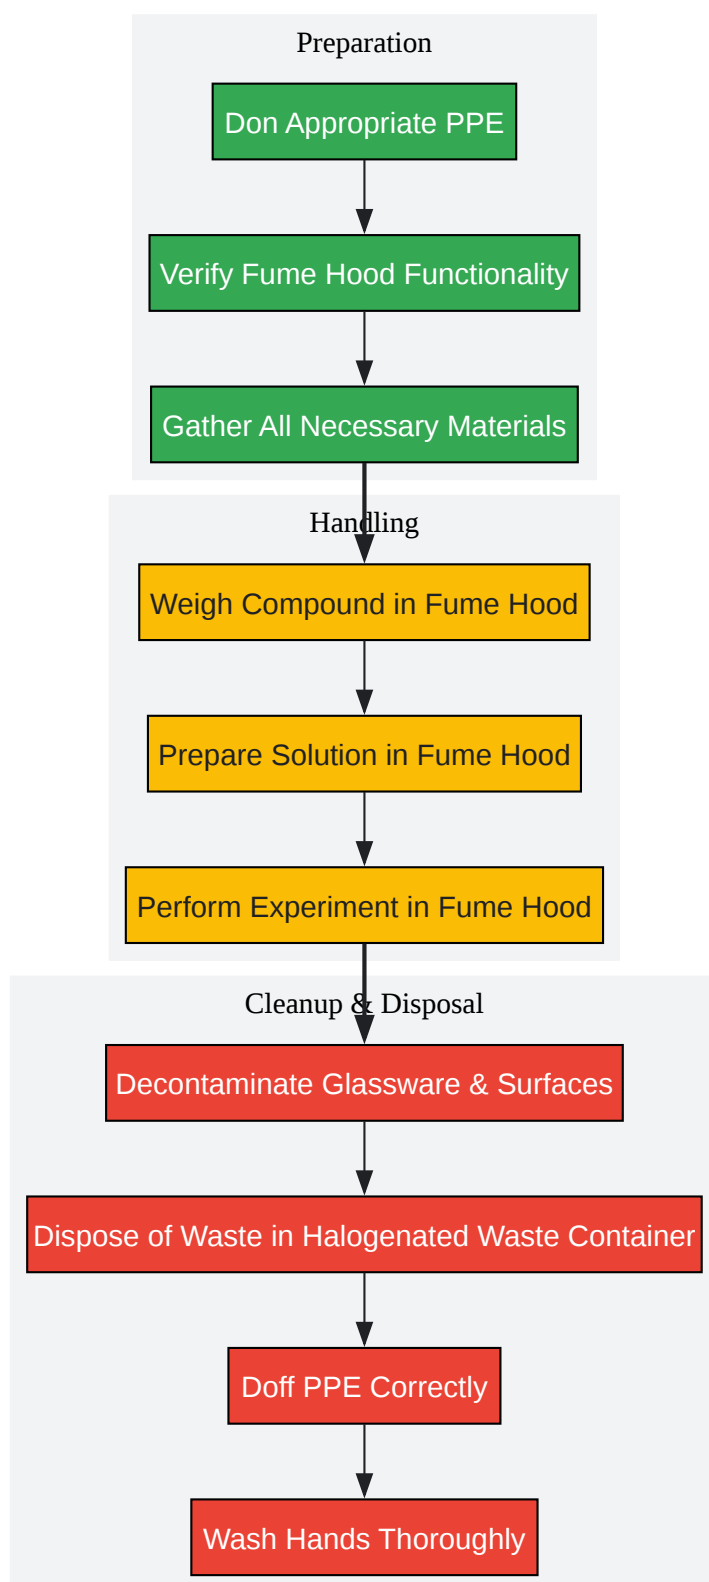 Preparation
Don Appropriate PPE
Verify Fume Hood Functionality
Gather All Necessary Materials
Handling
Weigh Compound in Fume Hood
Prepare Solution in Fume Hood
Perform Experiment in Fume Hood
Cleanup & Disposal
Decontaminate Glassware & Surfaces
Dispose of Waste in Halogenated Waste Container
Doff PPE Correctly
Wash Hands Thoroughly